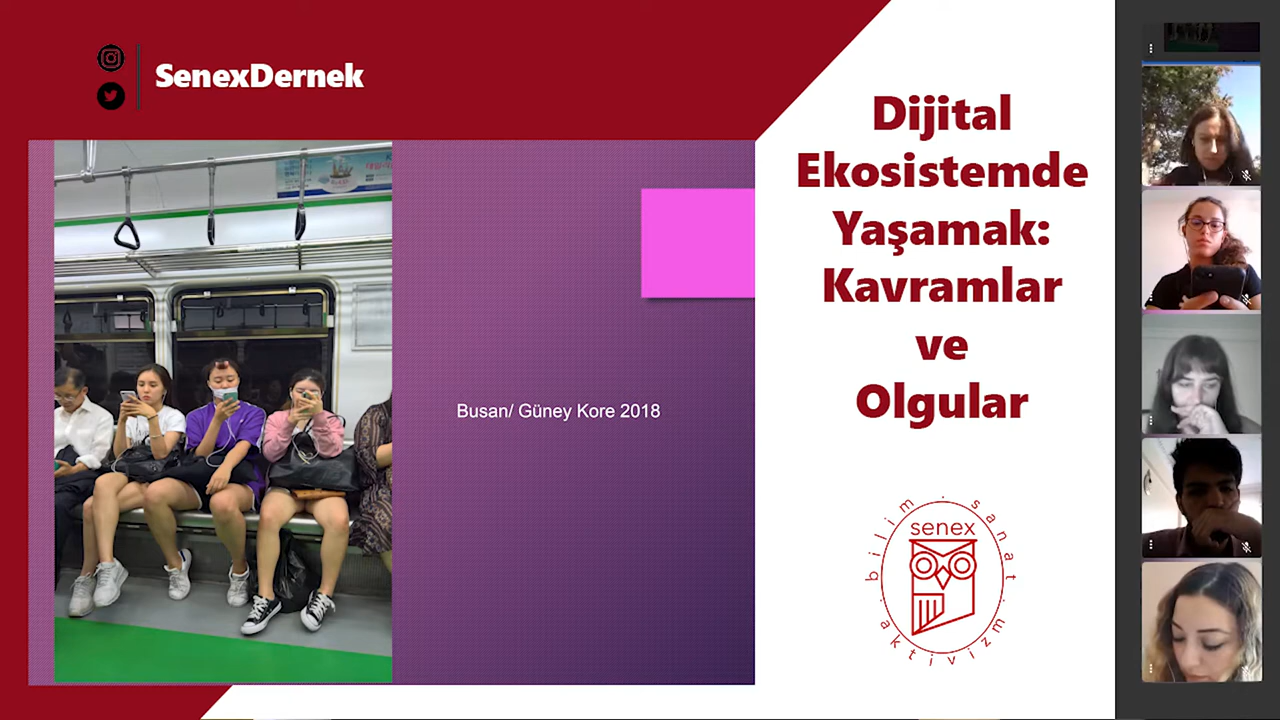 SenexDernek
Busan/ Güney Kore 2018
Dijital
Ekosistemde
Yaşamak:
Kavramlar
ve
Olgular
senex
bilim . sanat . aktivizm .